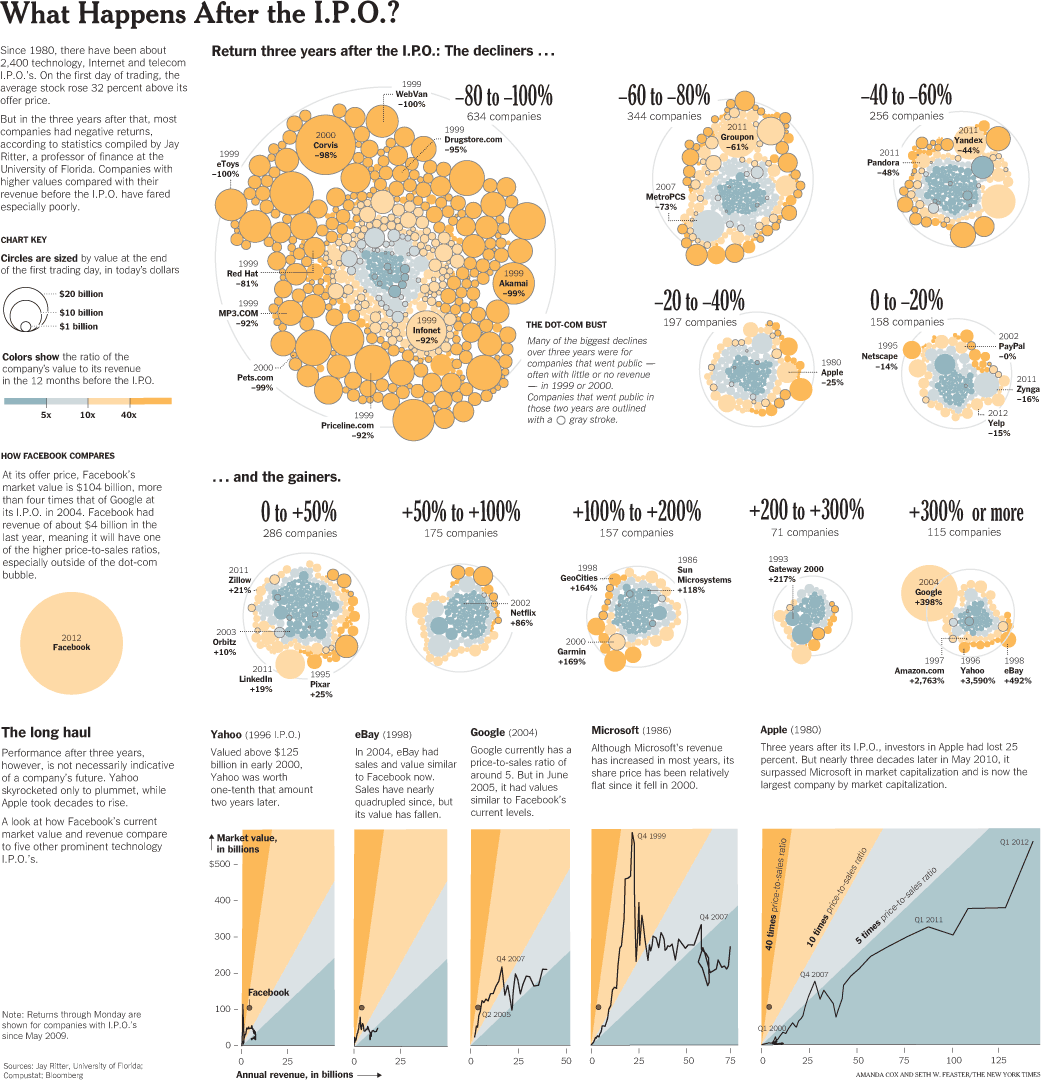 What Happens After the I.P.O.?
Since 1980, there have been about
2,400 technology, Internet and telecom
I.P.O.'s. On the first day of trading, the
average stock rose 32 percent above its
offer price.
But in the three years after that, most
companies had negative returns,
according to statistics compiled by Jay
Ritter, a professor of finance at the
University of Florida. Companies with
higher values compared with their
revenue before the I.P.O. have fared
especially poorly.
CHART KEY
Circles are sized by value at the end
of the first trading day, in today's dollars
$20 billion
$10 billion
$1 billion
Colors show the ratio of the
company's value to its revenue
in the 12 months before the I.P.O.
5x 10x 40x
HOW FACEBOOK COMPARES
At its offer price, Facebook's
market value is $104 billion, more
than four times that of Google at
its I.P.O. in 2004. Facebook had
revenue of about $4 billion in the
last year, meaning it will have one
of the higher price-to-sales ratios,
especially outside of the dot-com
bubble.
2012
Facebook
Return three years after the I.P.O.: The decliners . . .
–80 to –100%
634 companies
1999
WebVan
–100%
2000
Corvis
–98%
1999
Drugstore.com
–95%
1999
eToys
–100%
1999
Red Hat
–81%
1999
Akamai
–99%
1999
MP3.COM
–92%
1999
Infonet
–92%
2000
Pets.com
–99%
1999
Priceline.com
–92%
THE DOT-COM BUST
Many of the biggest declines
over three years were for
companies that went public —
often with little or no revenue
— in 1999 or 2000.
Companies that went public in
those two years are outlined
with a gray stroke.
–60 to –80%
344 companies
2011
Groupon
–61%
2007
MetroPCS
–73%
–40 to –60%
256 companies
2011
Yandex
–44%
2011
Pandora
–48%
–20 to –40%
197 companies
1980
Apple
–25%
0 to –20%
158 companies
2002
PayPal
–0%
1995
Netscape
–14%
2011
Zynga
–16%
2012
Yelp
–15%
. . . and the gainers.
0 to +50%
286 companies
2011
Zillow
+21%
2003
Orbitz
+10%
2011
LinkedIn
+19%
1995
Pixar
+25%
+50% to +100%
175 companies
2002
Netflix
+86%
+100% to +200%
157 companies
1998
GeoCities
+164%
1986
Sun
Microsystems
+118%
2000
Garmin
+169%
+200 to +300%
71 companies
1993
Gateway 2000
+217%
+300% or more
115 companies
2004
Google
+398%
1997
Amazon.com
+2,763%
1996
Yahoo
+3,590%
1998
eBay
+492%
The long haul
Performance after three years,
however, is not necessarily indicative
of a company's future. Yahoo
skyrocketed only to plummet, while
Apple took decades to rise.
A look at how Facebook's current
market value and revenue compare
to five other prominent technology
I.P.O.'s.
Yahoo (1996 I.P.O.)
Valued above $125
billion in early 2000,
Yahoo was worth
one-tenth that amount
two years later.
eBay (1998)
In 2004, eBay had
sales and value similar
to Facebook now.
Sales have nearly
quadrupled since, but
its value has fallen.
Google (2004)
Google currently has a
price-to-sales ratio of
around 5. But in June
2005, it had values
similar to Facebook's
current levels.
Microsoft (1986)
Although Microsoft's revenue
has increased in most years, its
share price has been relatively
flat since it fell in 2000.
Apple (1980)
Three years after its I.P.O., investors in Apple had lost 25
percent. But nearly three decades later in May 2010, it
surpassed Microsoft in market capitalization and is now the
largest company by market capitalization.
Market value,
in billions
$500
400
300
200
100
0
Facebook
0 25
0 25
Q4 2007
Q2 2005
0 25 50
Q4 1999
Q4 2007
0 25 50 75
40 times price-to-sales ratio
10 times price-to-sales ratio
5 times price-to-sales ratio
Q1 2012
Q1 2011
Q4 2007
Q1 2000
0 25 50 75 100 125
Annual revenue, in billions
Note: Returns through Monday are
shown for companies with I.P.O.'s
since May 2009.
Sources: Jay Ritter, University of Florida;
Compustat; Bloomberg
AMANDA COX AND SETH W. FEASTER/THE NEW YORK TIMES